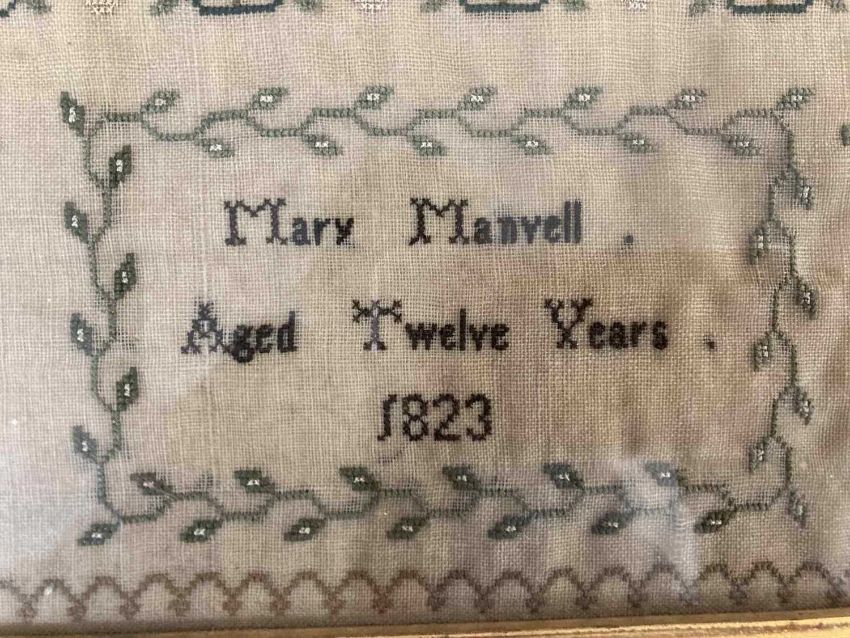 Mary Manvell .
Aged Twelve Years .
1823